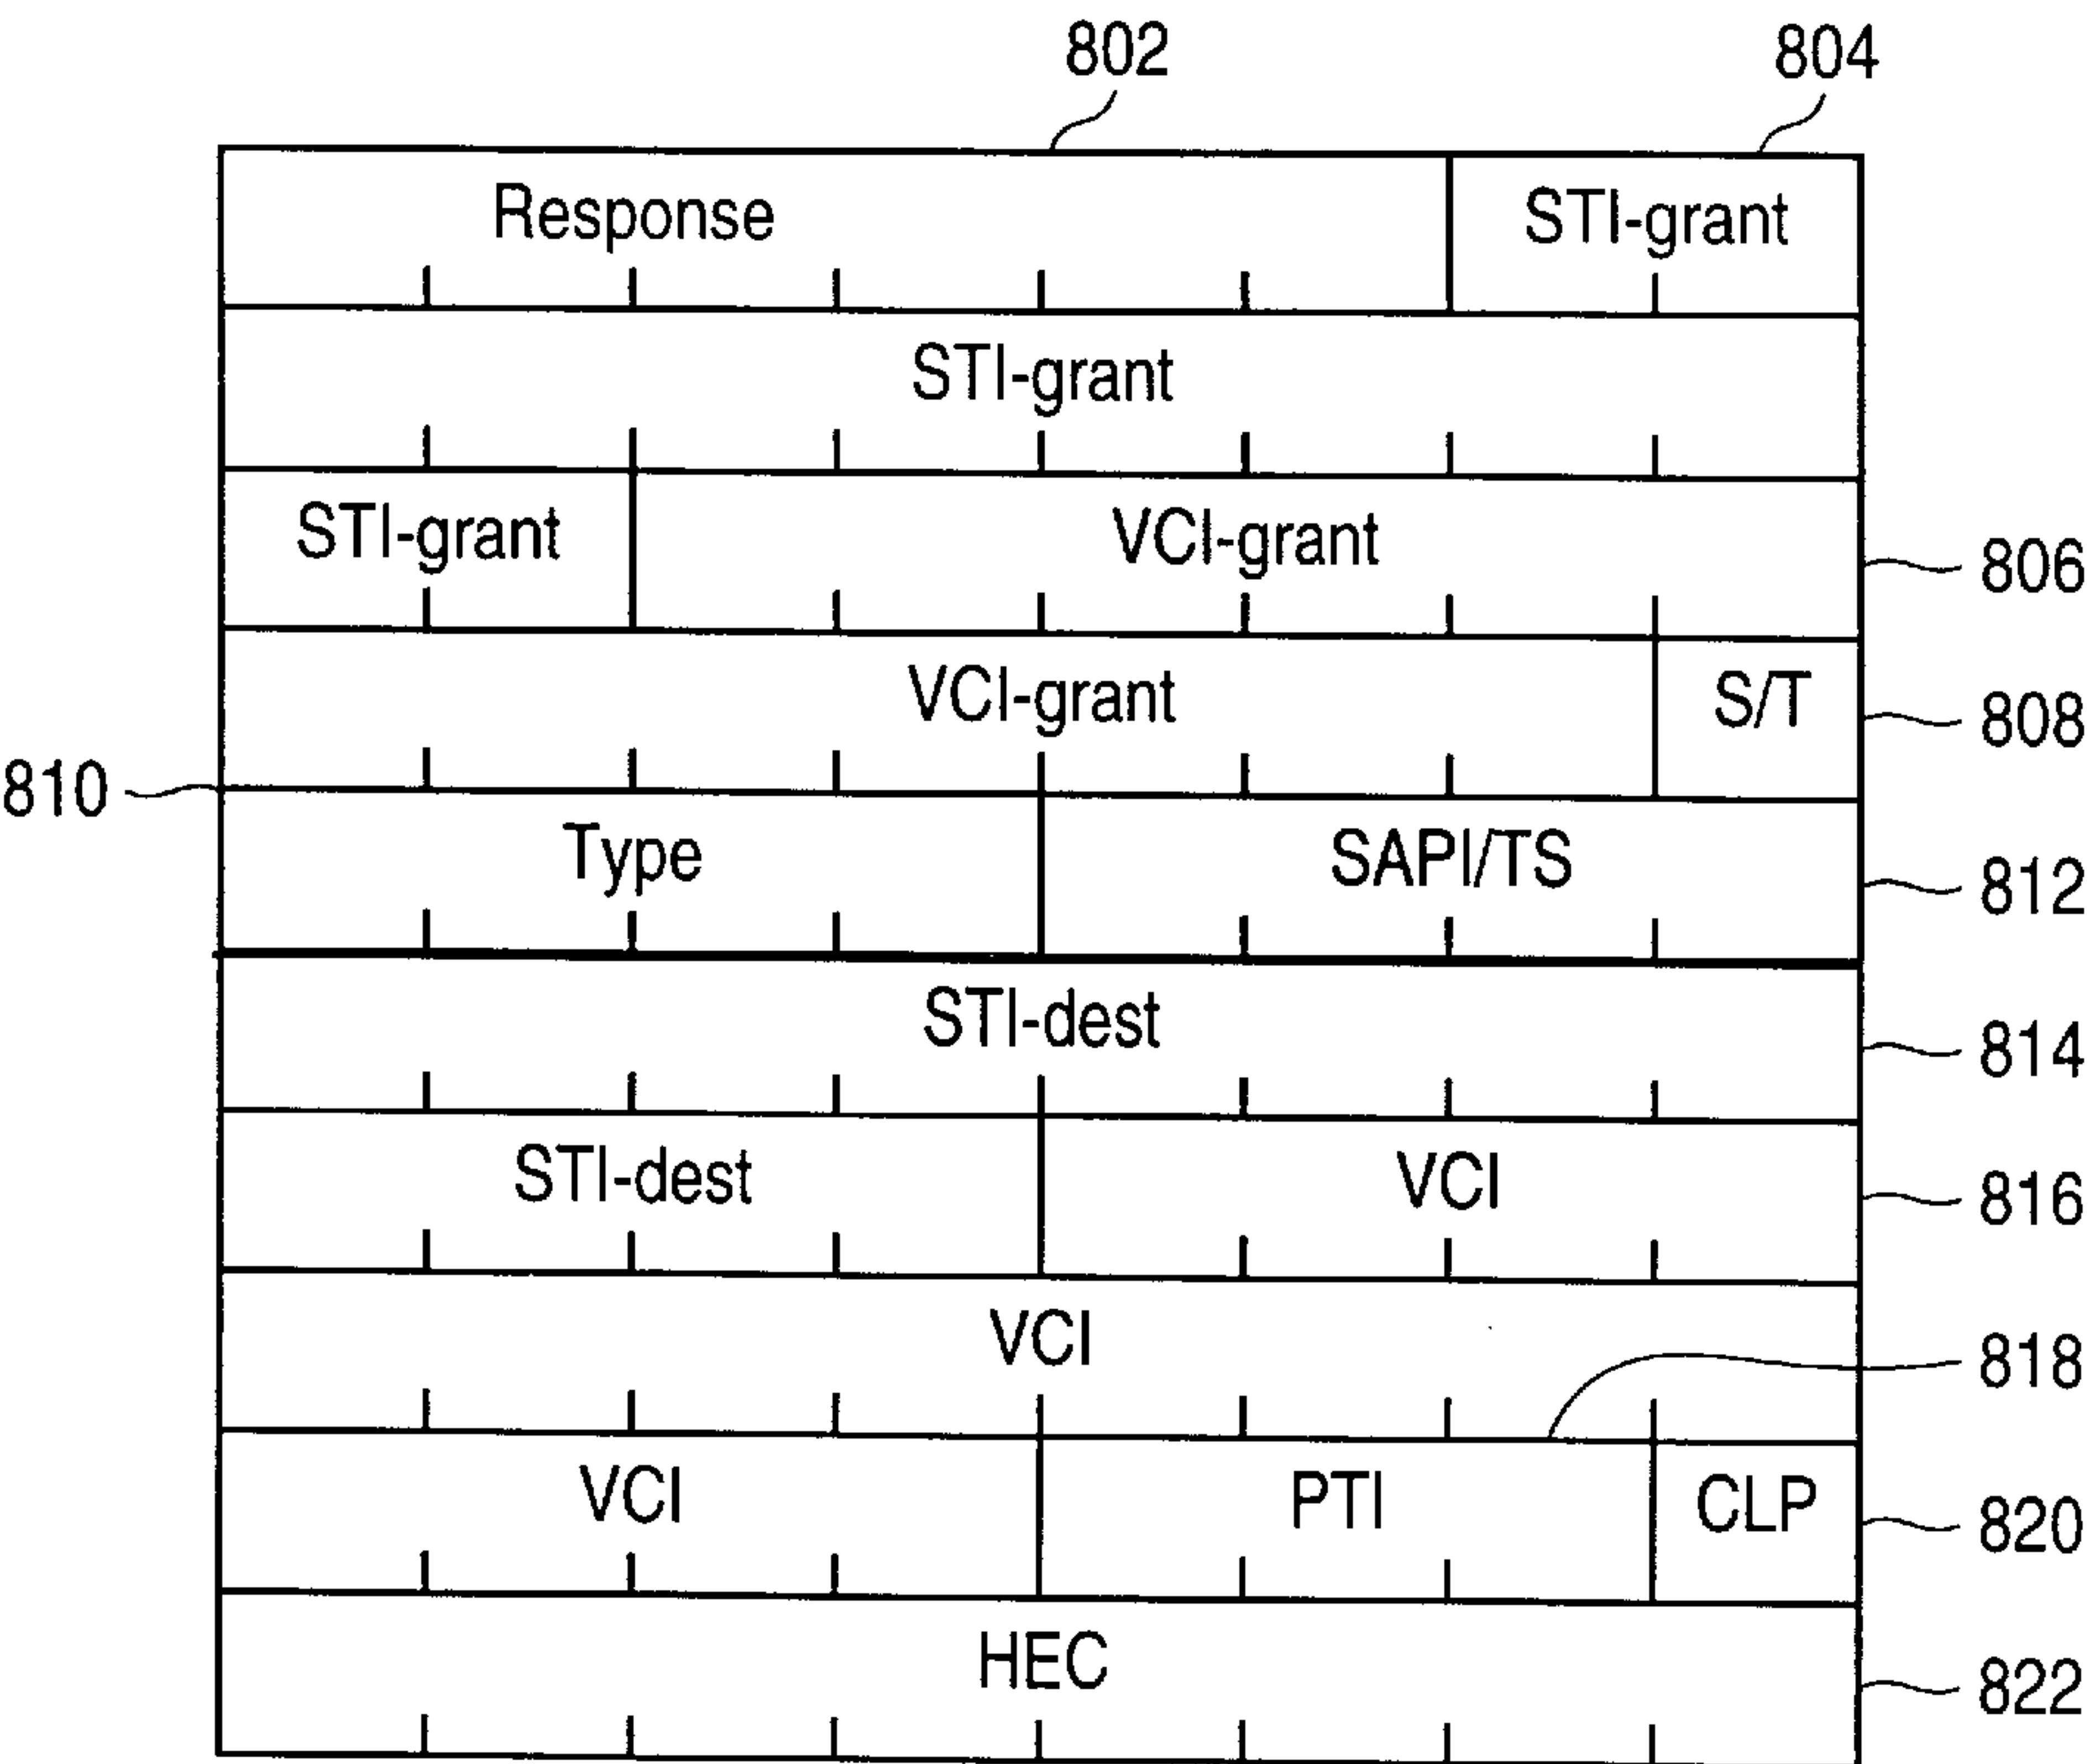 802 804
Response STI-grant
STI-grant
STI-grant VCI-grant 806
VCI-grant S/T 808
810
Type SAPI/TS 812
STI-dest 814
STI-dest VCI 816
VCI 818
VCI PTI CLP 820
HEC 822